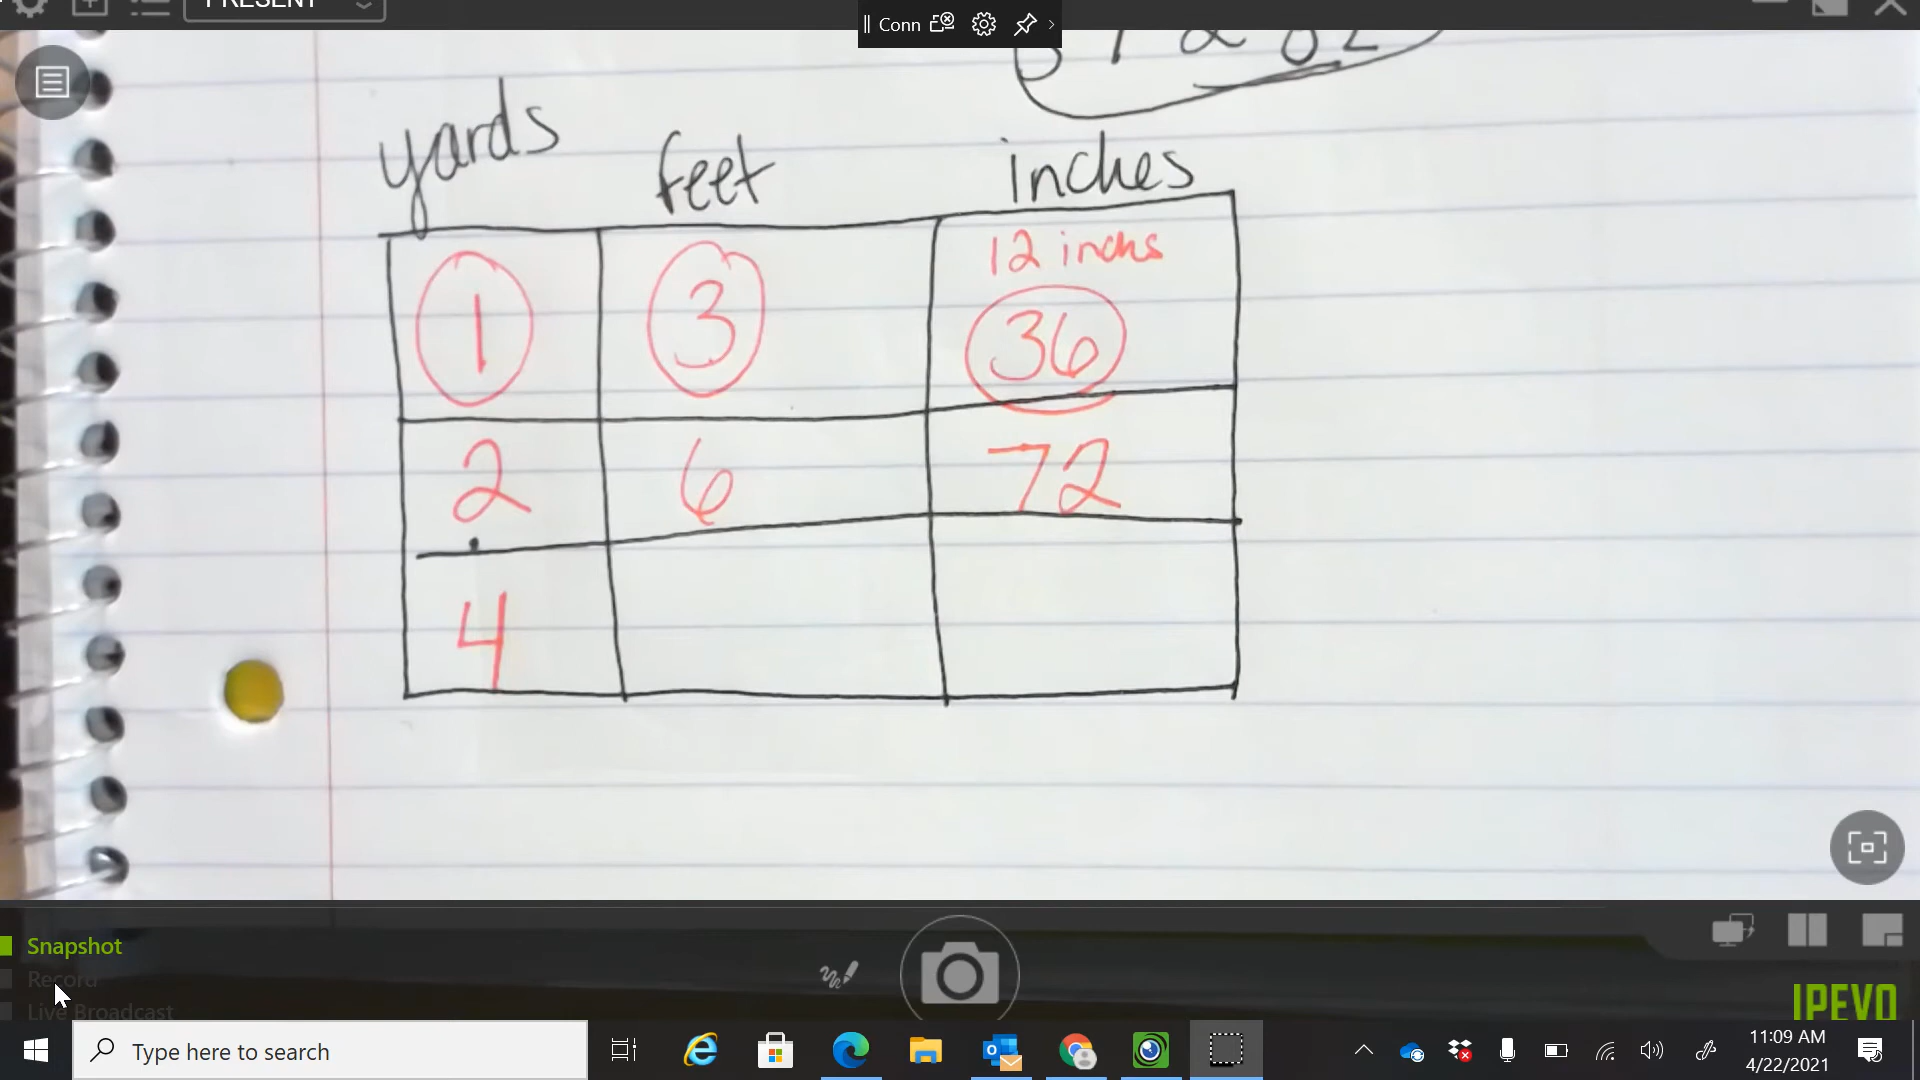 PRESENT
Conn
yards feet inches
12 inchs
1 3 36
2 6 72
4
Snapshot
Record
Live Broadcast
IPEVO
Type here to search
11:09 AM
4/22/2021